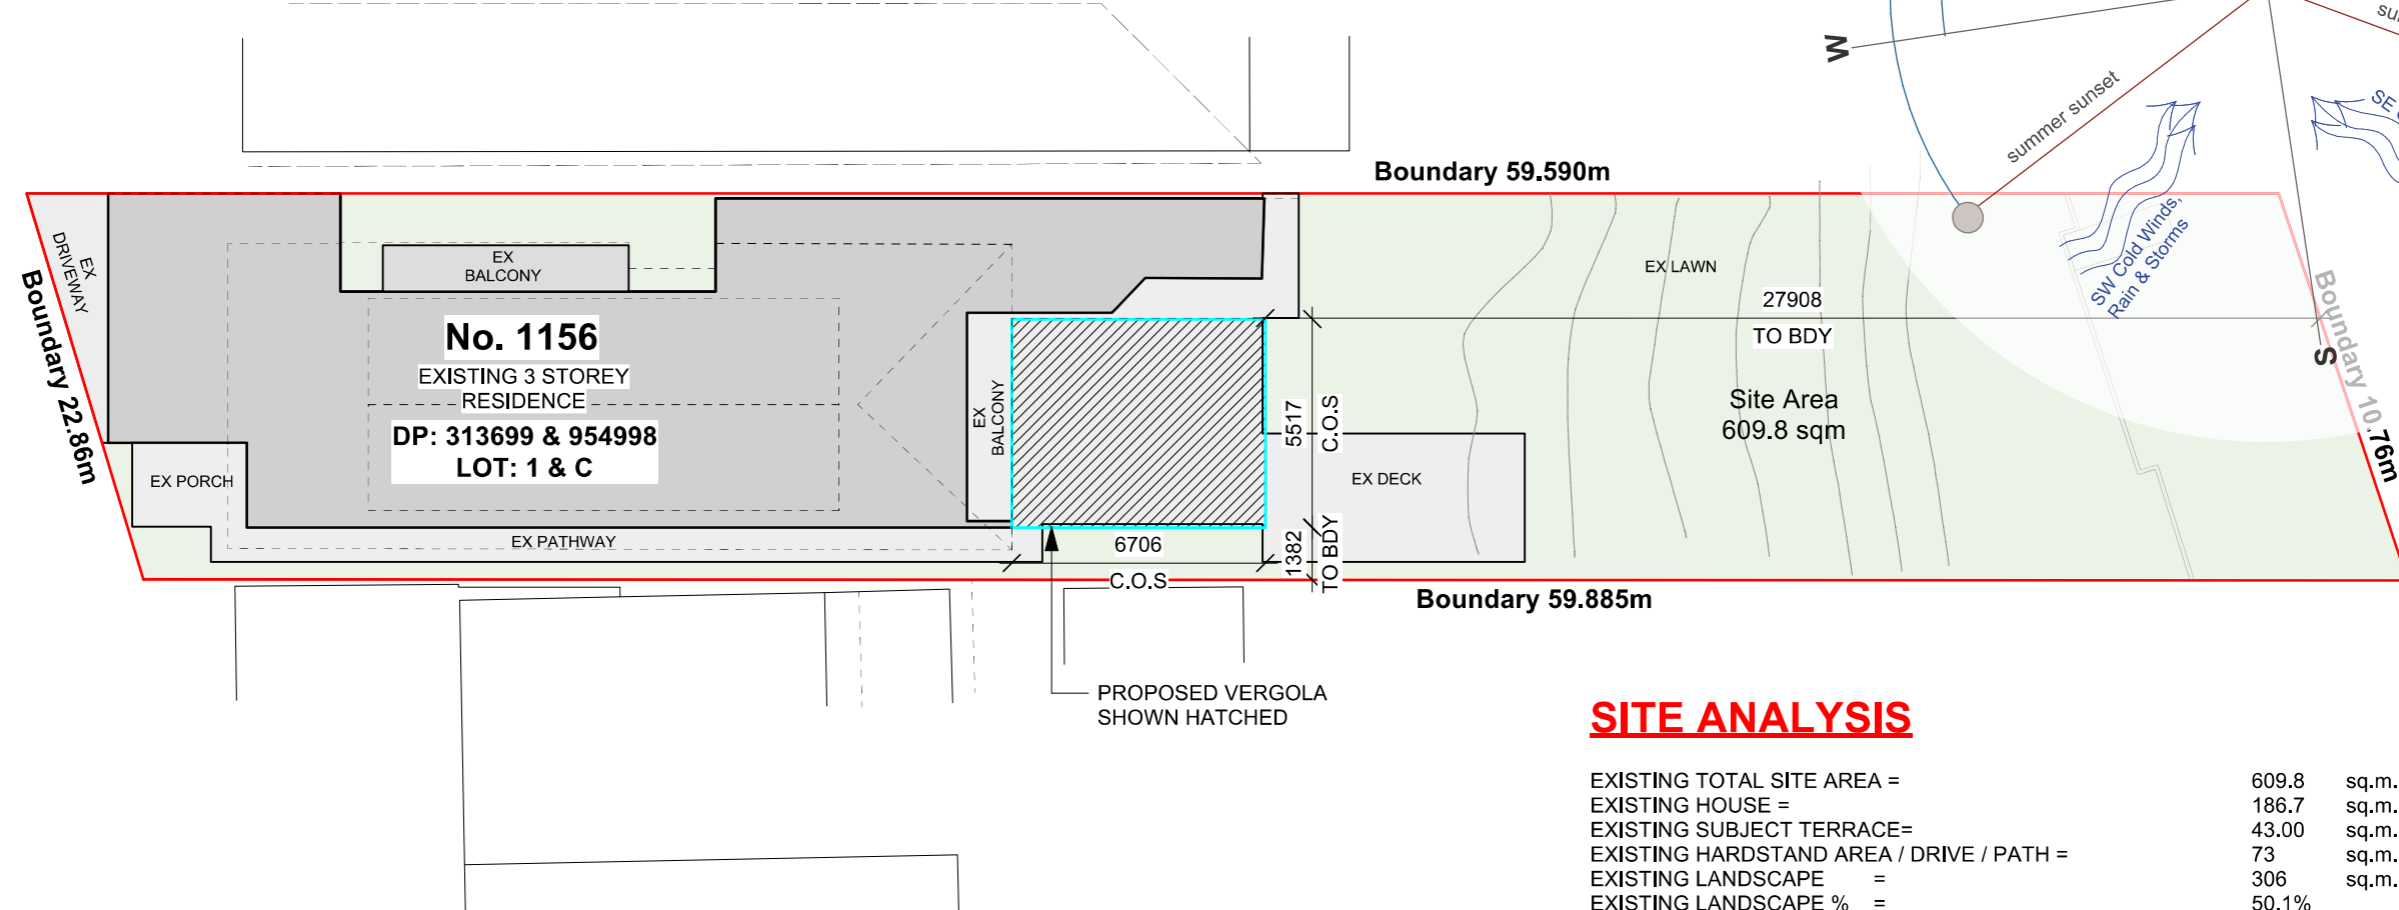 W
summer sunset
SW Cold Winds,
Rain & Storms
S
Boundary 59.590m
EX
DRIVEWAY
Boundary 22.86m
EX
BALCONY
No. 1156
EXISTING 3 STOREY
RESIDENCE
DP: 313699 & 954998
LOT: 1 & C
EX PORCH
EX PATHWAY
EX
BALCONY
EX LAWN
27908
TO BDY
Site Area
609.8 sqm
5517
C.O.S
EX DECK
1382
TO BDY
6706
C.O.S
Boundary 10.76m
Boundary 59.885m
PROPOSED VERGOLA
SHOWN HATCHED
SITE ANALYSIS
EXISTING TOTAL SITE AREA = 609.8 sq.m.
EXISTING HOUSE = 186.7 sq.m.
EXISTING SUBJECT TERRACE= 43.00 sq.m.
EXISTING HARDSTAND AREA / DRIVE / PATH = 73 sq.m.
EXISTING LANDSCAPE = 306 sq.m.
EXISTING LANDSCAPE % = 50.1%